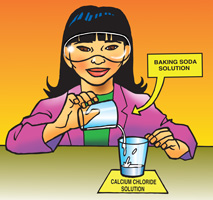 BAKING SODA
SOLUTION
CALCIUM CHLORIDE
SOLUTION